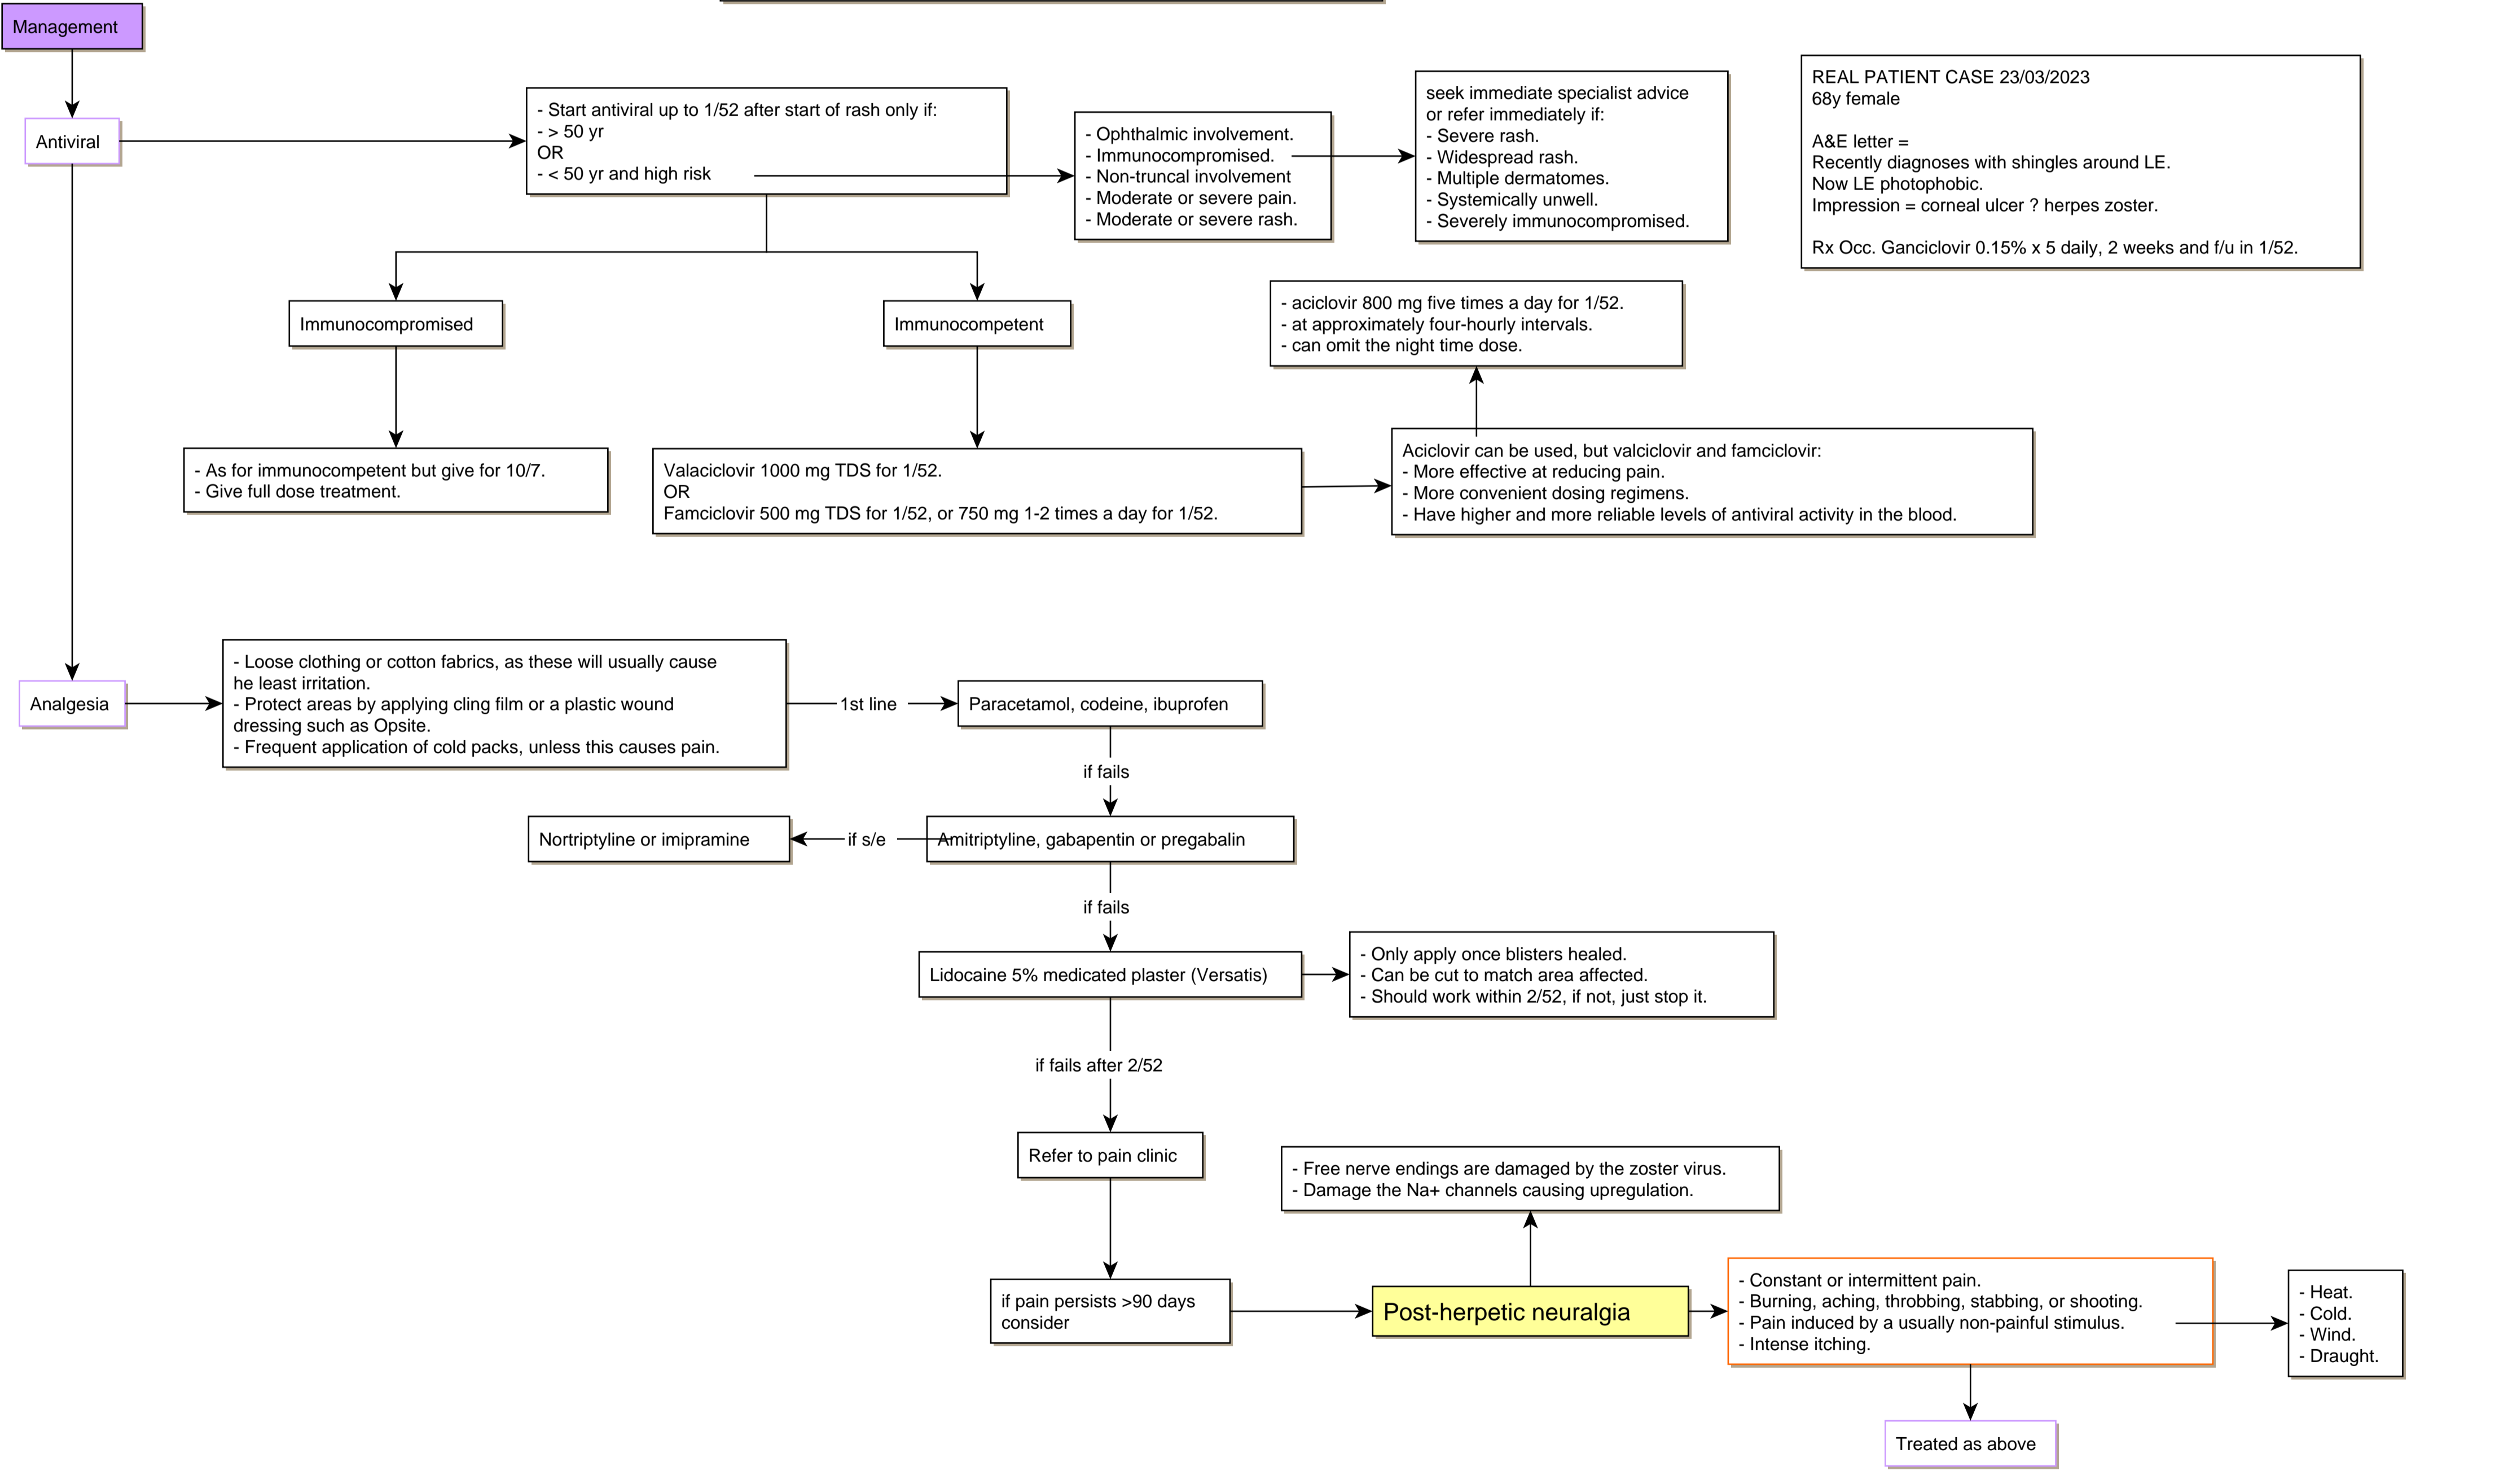 Management
Antiviral
- Start antiviral up to 1/52 after start of rash only if:
- > 50 yr
OR
- < 50 yr and high risk
- Ophthalmic involvement.
- Immunocompromised.
- Non-truncal involvement
- Moderate or severe pain.
- Moderate or severe rash.
seek immediate specialist advice
or refer immediately if:
- Severe rash.
- Widespread rash.
- Multiple dermatomes.
- Systemically unwell.
- Severely immunocompromised.
REAL PATIENT CASE 23/03/2023
68y female
A&E letter =
Recently diagnoses with shingles around LE.
Now LE photophobic.
Impression = corneal ulcer ? herpes zoster.
Rx Occ. Ganciclovir 0.15% x 5 daily, 2 weeks and f/u in 1/52.
Immunocompromised
Immunocompetent
- aciclovir 800 mg five times a day for 1/52.
- at approximately four-hourly intervals.
- can omit the night time dose.
- As for immunocompetent but give for 10/7.
- Give full dose treatment.
Valaciclovir 1000 mg TDS for 1/52.
OR
Famciclovir 500 mg TDS for 1/52, or 750 mg 1-2 times a day for 1/52.
Aciclovir can be used, but valciclovir and famciclovir:
- More effective at reducing pain.
- More convenient dosing regimens.
- Have higher and more reliable levels of antiviral activity in the blood.
Analgesia
- Loose clothing or cotton fabrics, as these will usually cause
he least irritation.
- Protect areas by applying cling film or a plastic wound
dressing such as Opsite.
- Frequent application of cold packs, unless this causes pain.
1st line
Paracetamol, codeine, ibuprofen
if fails
Nortriptyline or imipramine
if s/e
Amitriptyline, gabapentin or pregabalin
if fails
Lidocaine 5% medicated plaster (Versatis)
- Only apply once blisters healed.
- Can be cut to match area affected.
- Should work within 2/52, if not, just stop it.
if fails after 2/52
Refer to pain clinic
- Free nerve endings are damaged by the zoster virus.
- Damage the Na+ channels causing upregulation.
if pain persists >90 days
consider
Post-herpetic neuralgia
- Constant or intermittent pain.
- Burning, aching, throbbing, stabbing, or shooting.
- Pain induced by a usually non-painful stimulus.
- Intense itching.
- Heat.
- Cold.
- Wind.
- Draught.
Treated as above